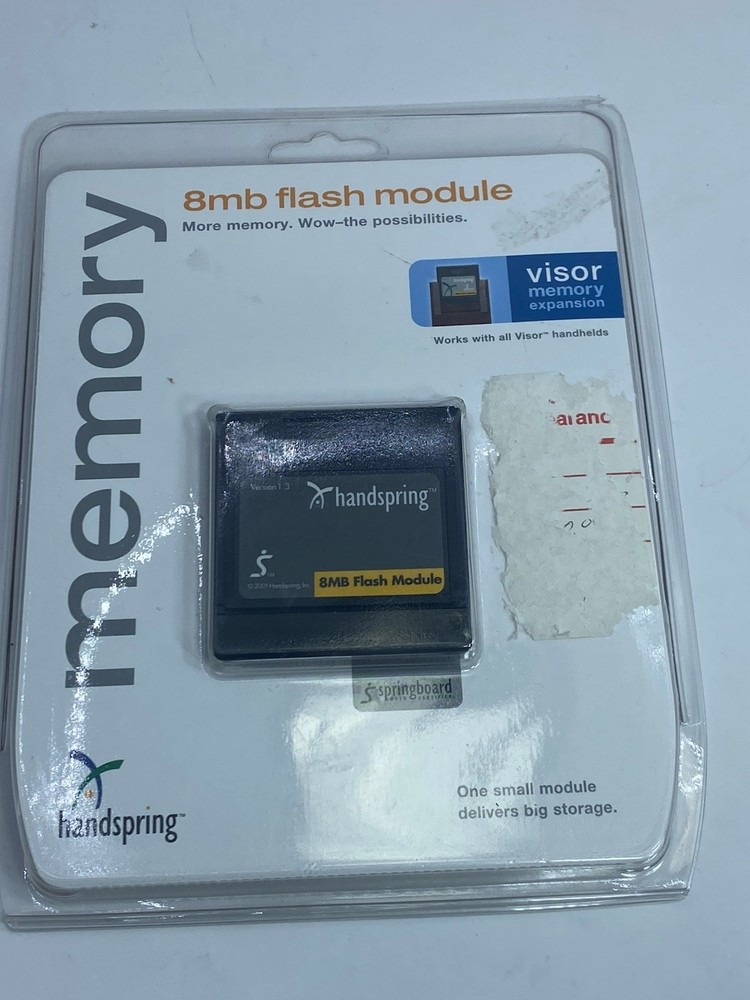 8mb flash module
More memory. Wow–the possibilities.
memory
visor
memory
expansion
Works with all Visor™ handhelds
Version 1.3
handspring™
8MB Flash Module
© 2001 Handspring, Inc
springboard
handspring™
One small module
delivers big storage.